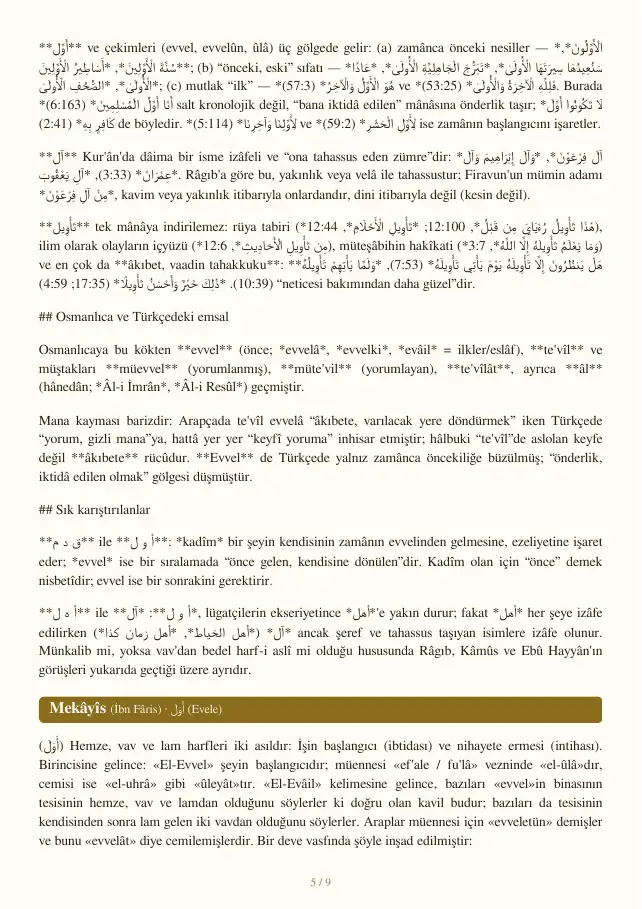 **أَوَّل** ve çekimleri (evvel, evvelûn, ûlâ) üç gölgede gelir: (a) zamânca önceki nesiller — *الْأَوَّلُونَ*,
*سُنَّةَ الْأَوَّلِينَ*, *أَسَاطِيرُ الْأَوَّلِينَ*; (b) “önceki, eski” sıfatı — *سَنُعِيدُهَا سِيرَتَهَا الْأُولَىٰ*, *تَبَرُّجَ الْجَاهِلِيَّةِ الْأُولَىٰ*, *عَادًا
الْأُولَىٰ*, *الصُّحُفِ الْأُولَىٰ*; (c) mutlak “ilk” — *هُوَ الْأَوَّلُ وَالْآخِرُ* (57:3) ve *فَلِلَّهِ الْآخِرَةُ وَالْأُولَىٰ* (53:25). Burada
*أَنَا أَوَّلُ الْمُسْلِمِينَ* (6:163) salt kronolojik değil, “bana iktidâ edilen” mânâsına önderlik taşır; *لَا تَكُونُوا أَوَّلَ
كَافِرٍ بِهِ* (2:41) de böyledir. *لِأَوَّلِنَا وَآخِرِنَا* (5:114) ve *لِأَوَّلِ الْحَشْرِ* (59:2) ise zamânın başlangıcını işaretler.
**آل** Kur'ân'da dâima bir isme izâfeli ve “ona tahassus eden zümre”dir: *آلِ فِرْعَوْنَ*, *وَآلَ إِبْرَاهِيمَ وَآلَ
عِمْرَانَ* (3:33), *آلِ يَعْقُوبَ*. Râgıb'a göre bu, yakınlık veya velâ ile tahassustur; Firavun'un mümin adamı
*مِنْ آلِ فِرْعَوْنَ*, kavim veya yakınlık itibarıyla onlardandır, dini itibarıyla değil (kesin değil).
**تأويل** tek mânâya indirilemez: rüya tabiri (*تَأْوِيلِ الْأَحْلَامِ*, 12:44; *هَٰذَا تَأْوِيلُ رُءْيَايَ مِن قَبْلُ*, 12:100),
ilim olarak olayların içyüzü (*مِن تَأْوِيلِ الْأَحَادِيثِ*, 12:6), müteşâbihin hakîkati (*وَمَا يَعْلَمُ تَأْوِيلَهُ إِلَّا اللَّهُ*, 3:7)
ve en çok da **âkıbet, vaadin tahakkuku**: *هَلْ يَنظُرُونَ إِلَّا تَأْوِيلَهُ يَوْمَ يَأْتِي تَأْوِيلُهُ* (7:53), *وَلَمَّا يَأْتِهِمْ تَأْوِيلُهُ*
(10:39). *ذَٰلِكَ خَيْرٌ وَأَحْسَنُ تَأْوِيلًا* (17:35; 4:59) “neticesi bakımından daha güzel”dir.
## Osmanlıca ve Türkçedeki emsal
Osmanlıcaya bu kökten **evvel** (önce; *evvelâ*, *evvelki*, *evâil* = ilkler/eslâf), **te'vîl** ve
müştakları **müevvel** (yorumlanmış), **müte'vil** (yorumlayan), **te'vîlât**, ayrıca **âl**
(hânedân; *Âl-i İmrân*, *Âl-i Resûl*) geçmiştir.
Mana kayması barizdir: Arapçada te'vîl evvelâ “âkıbete, varılacak yere döndürmek” iken Türkçede
“yorum, gizli mana”ya, hattâ yer yer “keyfî yoruma” inhisar etmiştir; hâlbuki “te'vîl”de aslolan keyfe
değil **âkıbete** rücûdur. **Evvel** de Türkçede yalnız zamânca öncekiliğe büzülmüş; “önderlik,
iktidâ edilen olmak” gölgesi düşmüştür.
## Sık karıştırılanlar
**ق د م** ile **أ و ل**: *kadîm* bir şeyin kendisinin zamânın evvelinden gelmesine, ezeliyetine işaret
eder; *evvel* ise bir sıralamada “önce gelen, kendisine dönülen”dir. Kadîm olan için “önce” demek
nisbetîdir; evvel ise bir sonrakini gerektirir.
**أ ه ل** ile **أ و ل**: *آل*, lügatçilerin ekseriyetince *أهل*'e yakın durur; fakat *أهل* her şeye izâfe
edilirken (*أهل الخياط*, *أهل زمان كذا*) *آل* ancak şeref ve tahassus taşıyan isimlere izâfe olunur.
Münkalib mi, yoksa vav'dan bedel harf-i aslî mi olduğu hususunda Râgıb, Kâmûs ve Ebû Hayyân'ın
görüşleri yukarıda geçtiği üzere ayrıdır.
Mekâyîs (İbn Fâris) · أَوَلَ (Evele)
(أَوَلَ) Hemze, vav ve lam harfleri iki asıldır: İşin başlangıcı (ibtidası) ve nihayete ermesi (intihası).
Birincisine gelince: «El-Evvel» şeyin başlangıcıdır; müennesi «ef'ale / fu'lâ» vezninde «el-ûlâ»dır,
cemisi ise «el-uhrâ» gibi «ûleyât»tır. «El-Evâil» kelimesine gelince, bazıları «evvel»in binasının
tesisinin hemze, vav ve lamdan olduğunu söylerler ki doğru olan kavil budur; bazıları da tesisinin
kendisinden sonra lam gelen iki vavdan olduğunu söylerler. Araplar müennesi için «evveletün» demişler
ve bunu «evvelât» diye cemilemişlerdir. Bir deve vasfında şöyle inşad edilmiştir:
5 / 9